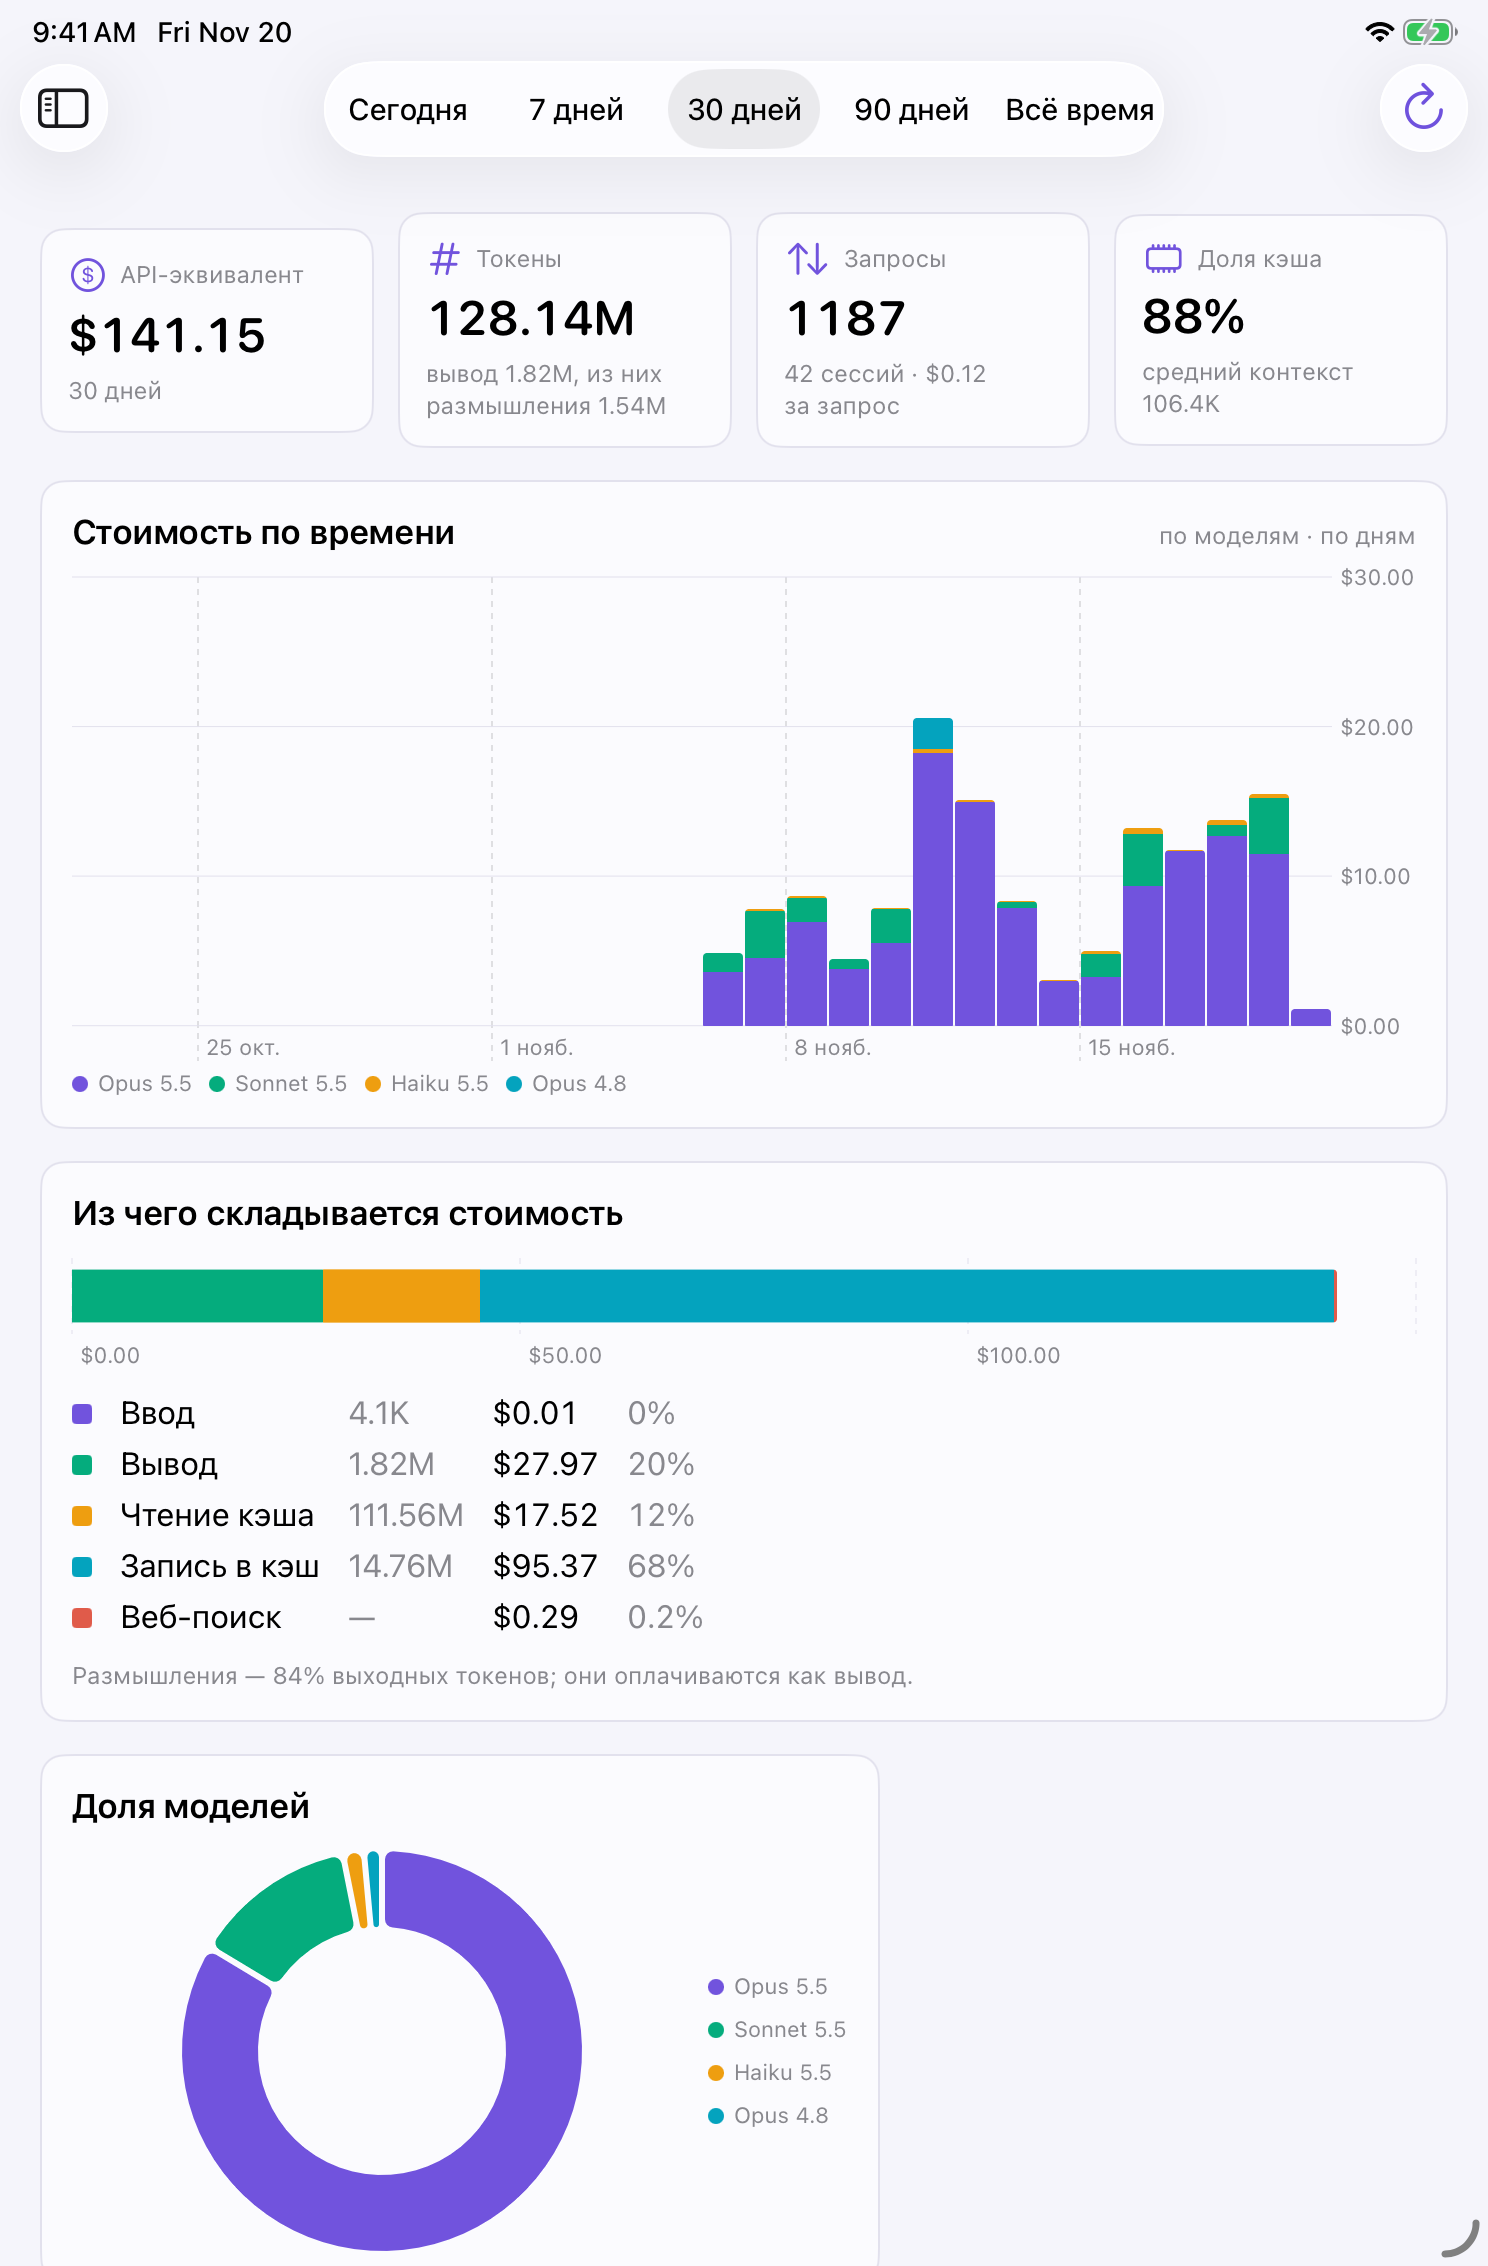 9:41 AM Fri Nov 20
Сегодня 7 дней 30 дней 90 дней Всё время
API-эквивалент
$141.15
30 дней
Токены
128.14M
вывод 1.82M, из них
размышления 1.54M
Запросы
1187
42 сессий · $0.12
за запрос
Доля кэша
88%
средний контекст
106.4K
Стоимость по времени
по моделям · по дням
$30.00
$20.00
$10.00
$0.00
25 окт. 1 нояб. 8 нояб. 15 нояб.
Opus 5.5 Sonnet 5.5 Haiku 5.5 Opus 4.8
Из чего складывается стоимость
$0.00 $50.00 $100.00
Ввод 4.1K $0.01 0%
Вывод 1.82M $27.97 20%
Чтение кэша 111.56M $17.52 12%
Запись в кэш 14.76M $95.37 68%
Веб-поиск — $0.29 0.2%
Размышления — 84% выходных токенов; они оплачиваются как вывод.
Доля моделей
Opus 5.5
Sonnet 5.5
Haiku 5.5
Opus 4.8